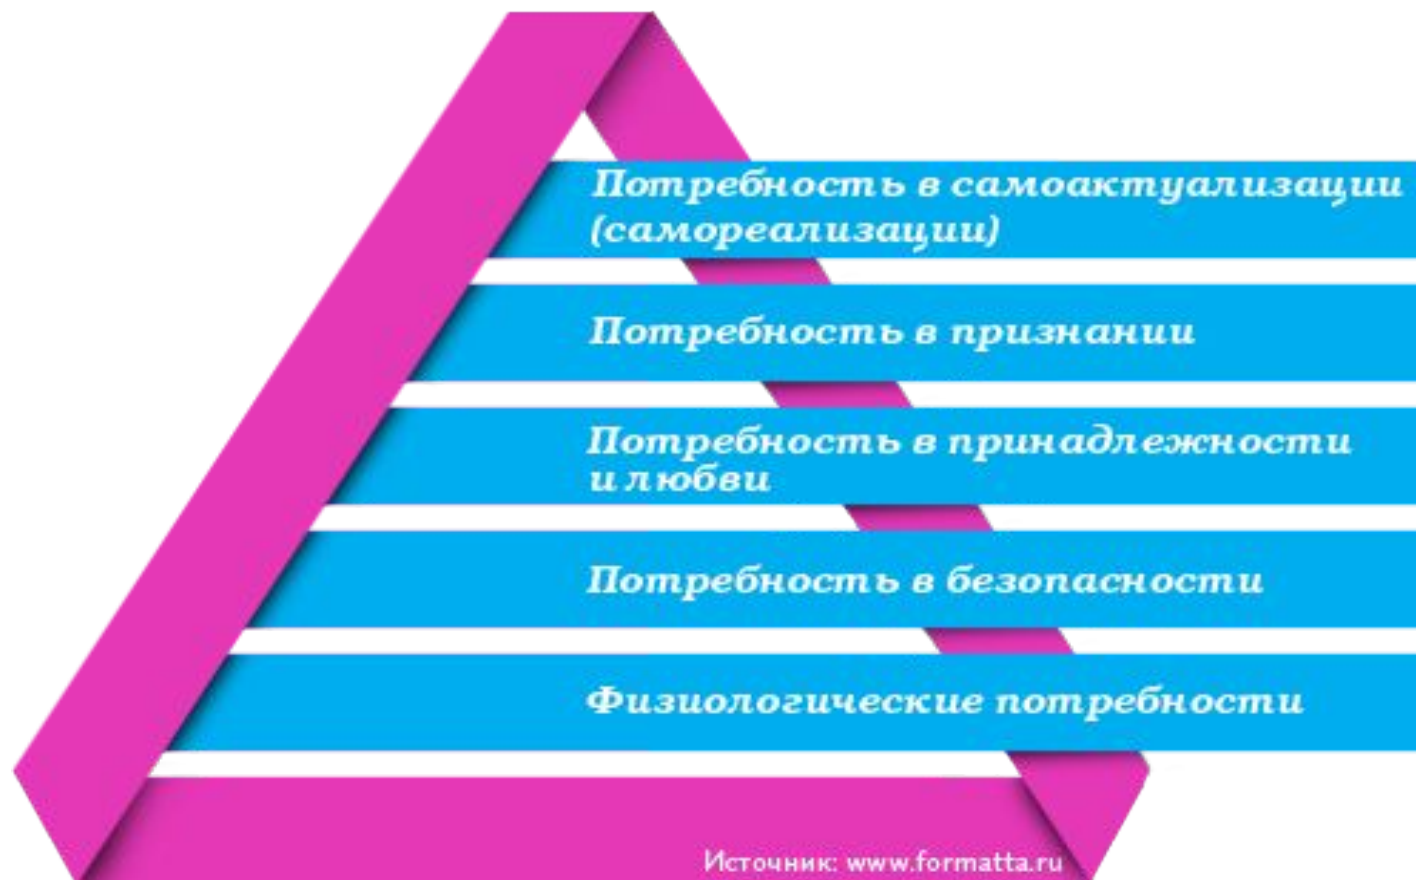 Потребность в самоактуализации
(самореализации)
Потребность в признании
Потребность в принадлежности
и любви
Потребность в безопасности
Физиологические потребности
Источник: www.formatta.ru